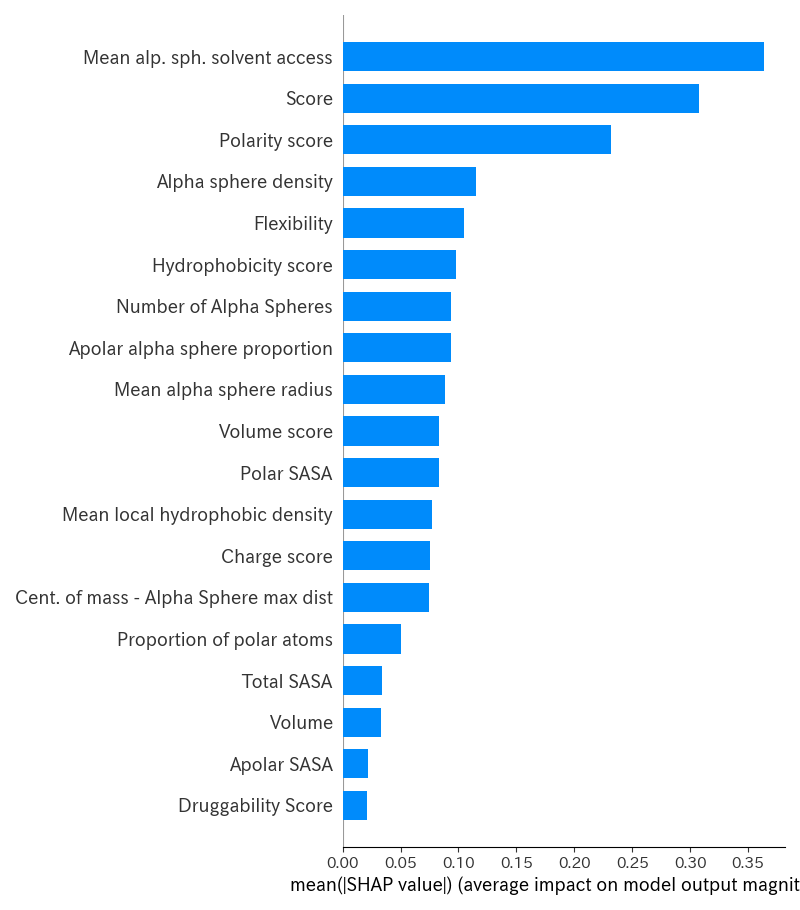 Mean alp. sph. solvent access
Score
Polarity score
Alpha sphere density
Flexibility
Hydrophobicity score
Number of Alpha Spheres
Apolar alpha sphere proportion
Mean alpha sphere radius
Volume score
Polar SASA
Mean local hydrophobic density
Charge score
Cent. of mass - Alpha Sphere max dist
Proportion of polar atoms
Total SASA
Volume
Apolar SASA
Druggability Score
0.00 0.05 0.10 0.15 0.20 0.25 0.30 0.35
mean(|SHAP value|) (average impact on model output magnit